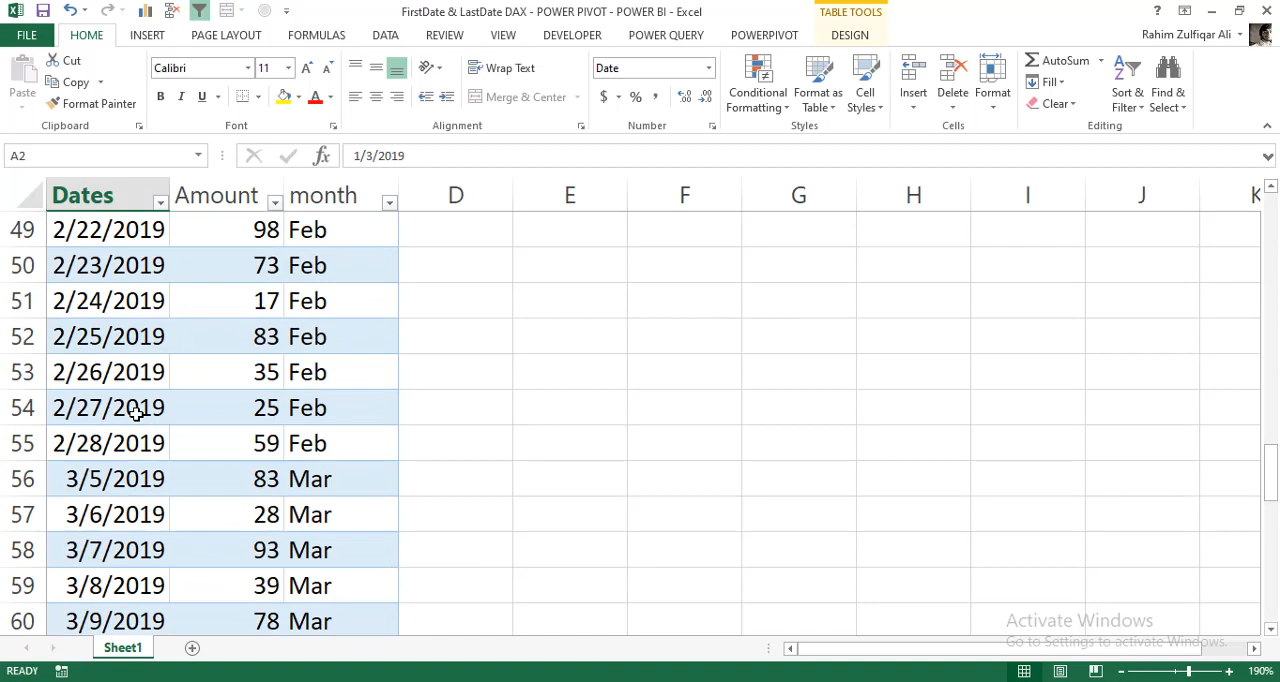 FirstDate & LastDate DAX - POWER PIVOT - POWER BI - Excel
TABLE TOOLS
?
FILE HOME INSERT PAGE LAYOUT FORMULAS DATA REVIEW VIEW DEVELOPER POWER QUERY POWERPIVOT DESIGN
Rahim Zulfiqar Ali
Paste
Cut
Copy
Format Painter
Clipboard
Calibri 11
B I U
Font
Wrap Text
Merge & Center
Alignment
Date
$ % ,
Number
Conditional Formatting
Format as Table
Cell Styles
Styles
Insert Delete Format
Cells
AutoSum
Fill
Clear
Sort & Filter
Find & Select
Editing
A2 fx 1/3/2019
Dates Amount month D E F G H I J K
49 2/22/2019 98 Feb
50 2/23/2019 73 Feb
51 2/24/2019 17 Feb
52 2/25/2019 83 Feb
53 2/26/2019 35 Feb
54 2/27/2019 25 Feb
55 2/28/2019 59 Feb
56 3/5/2019 83 Mar
57 3/6/2019 28 Mar
58 3/7/2019 93 Mar
59 3/8/2019 39 Mar
60 3/9/2019 78 Mar
Activate Windows
Go to Settings to activate Windows.
Sheet1
READY
190%